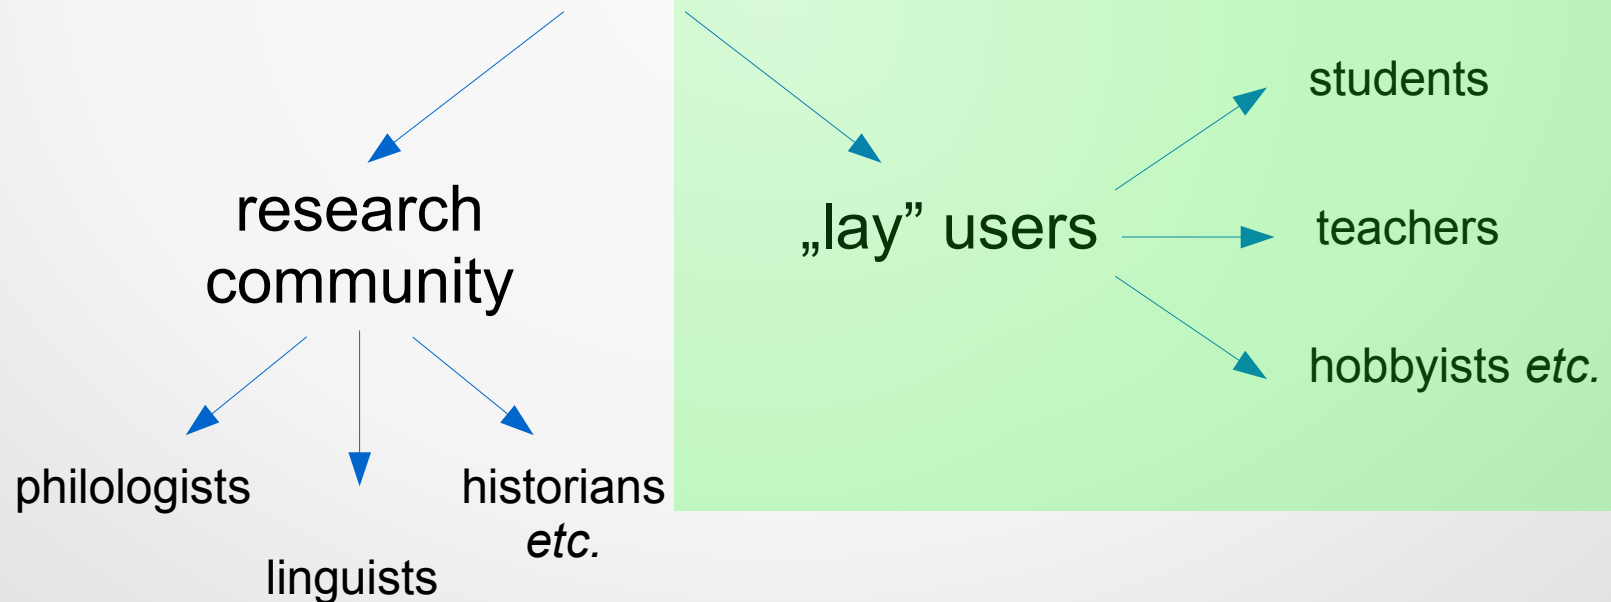 research
community
philologists
linguists
historians
etc.
„lay” users
students
teachers
hobbyists etc.